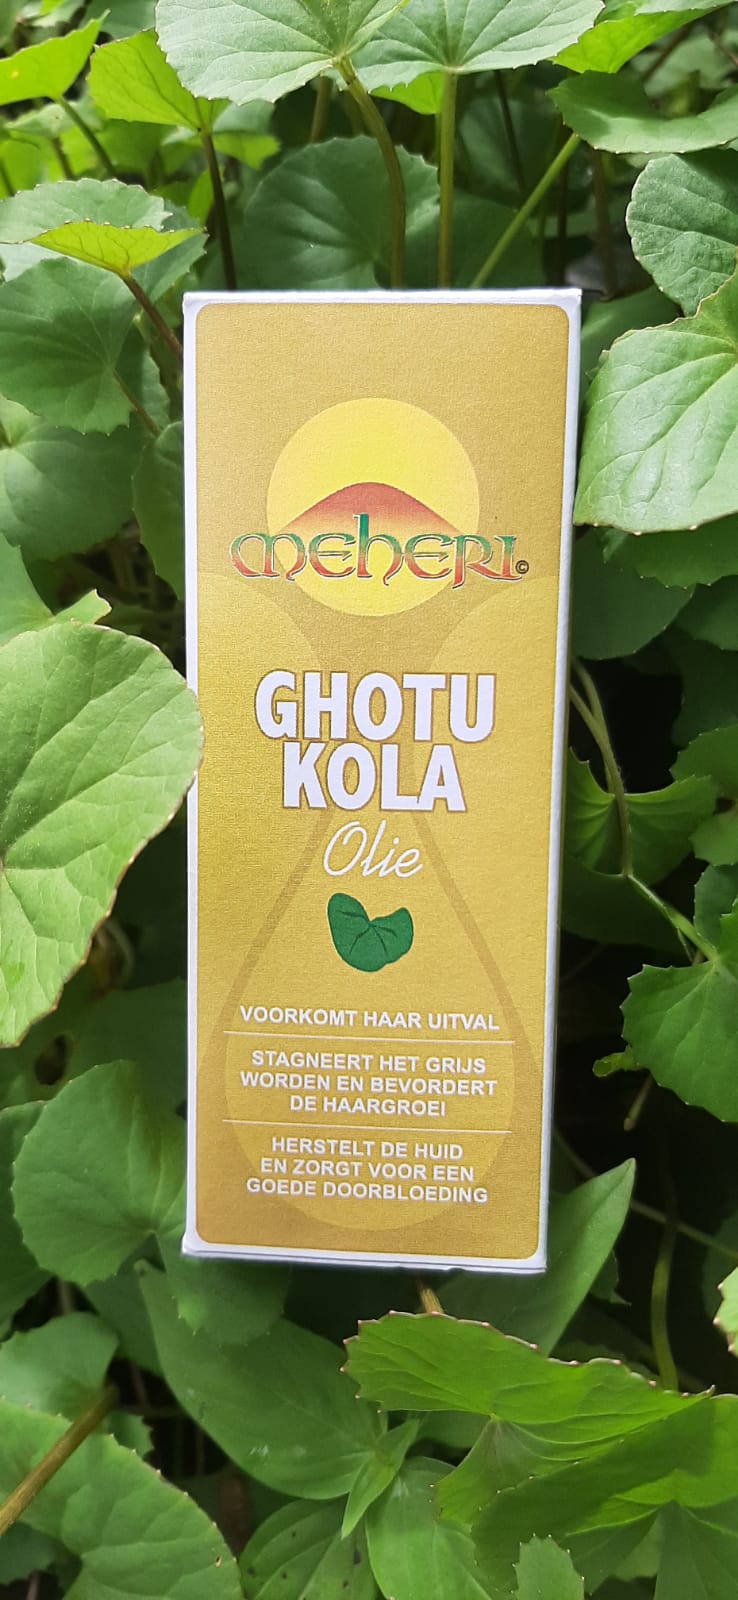 meheri©
GHOTU
KOLA
Olie
VOORKOMT HAAR UITVAL
STAGNEERT HET GRIJS
WORDEN EN BEVORDERT
DE HAARGROEI
HERSTELT DE HUID
EN ZORGT VOOR EEN
GOEDE DOORBLOEDING